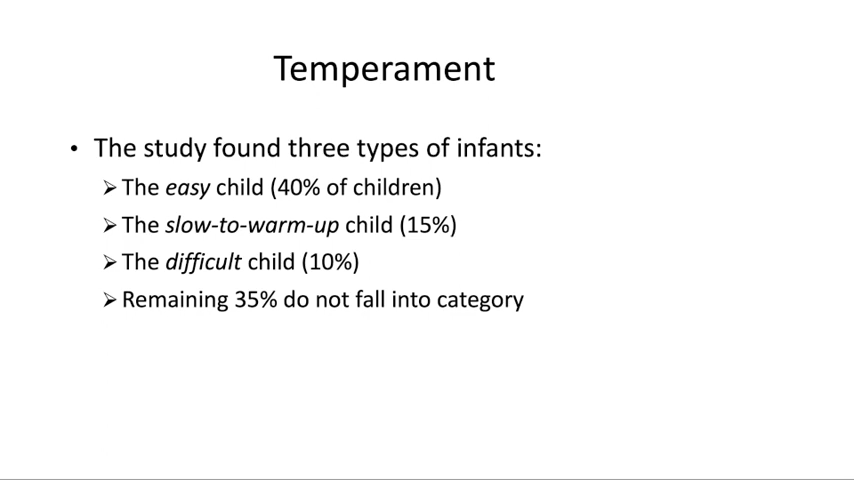 Temperament
• The study found three types of infants:
➢ The easy child (40% of children)
➢ The slow-to-warm-up child (15%)
➢ The difficult child (10%)
➢ Remaining 35% do not fall into category